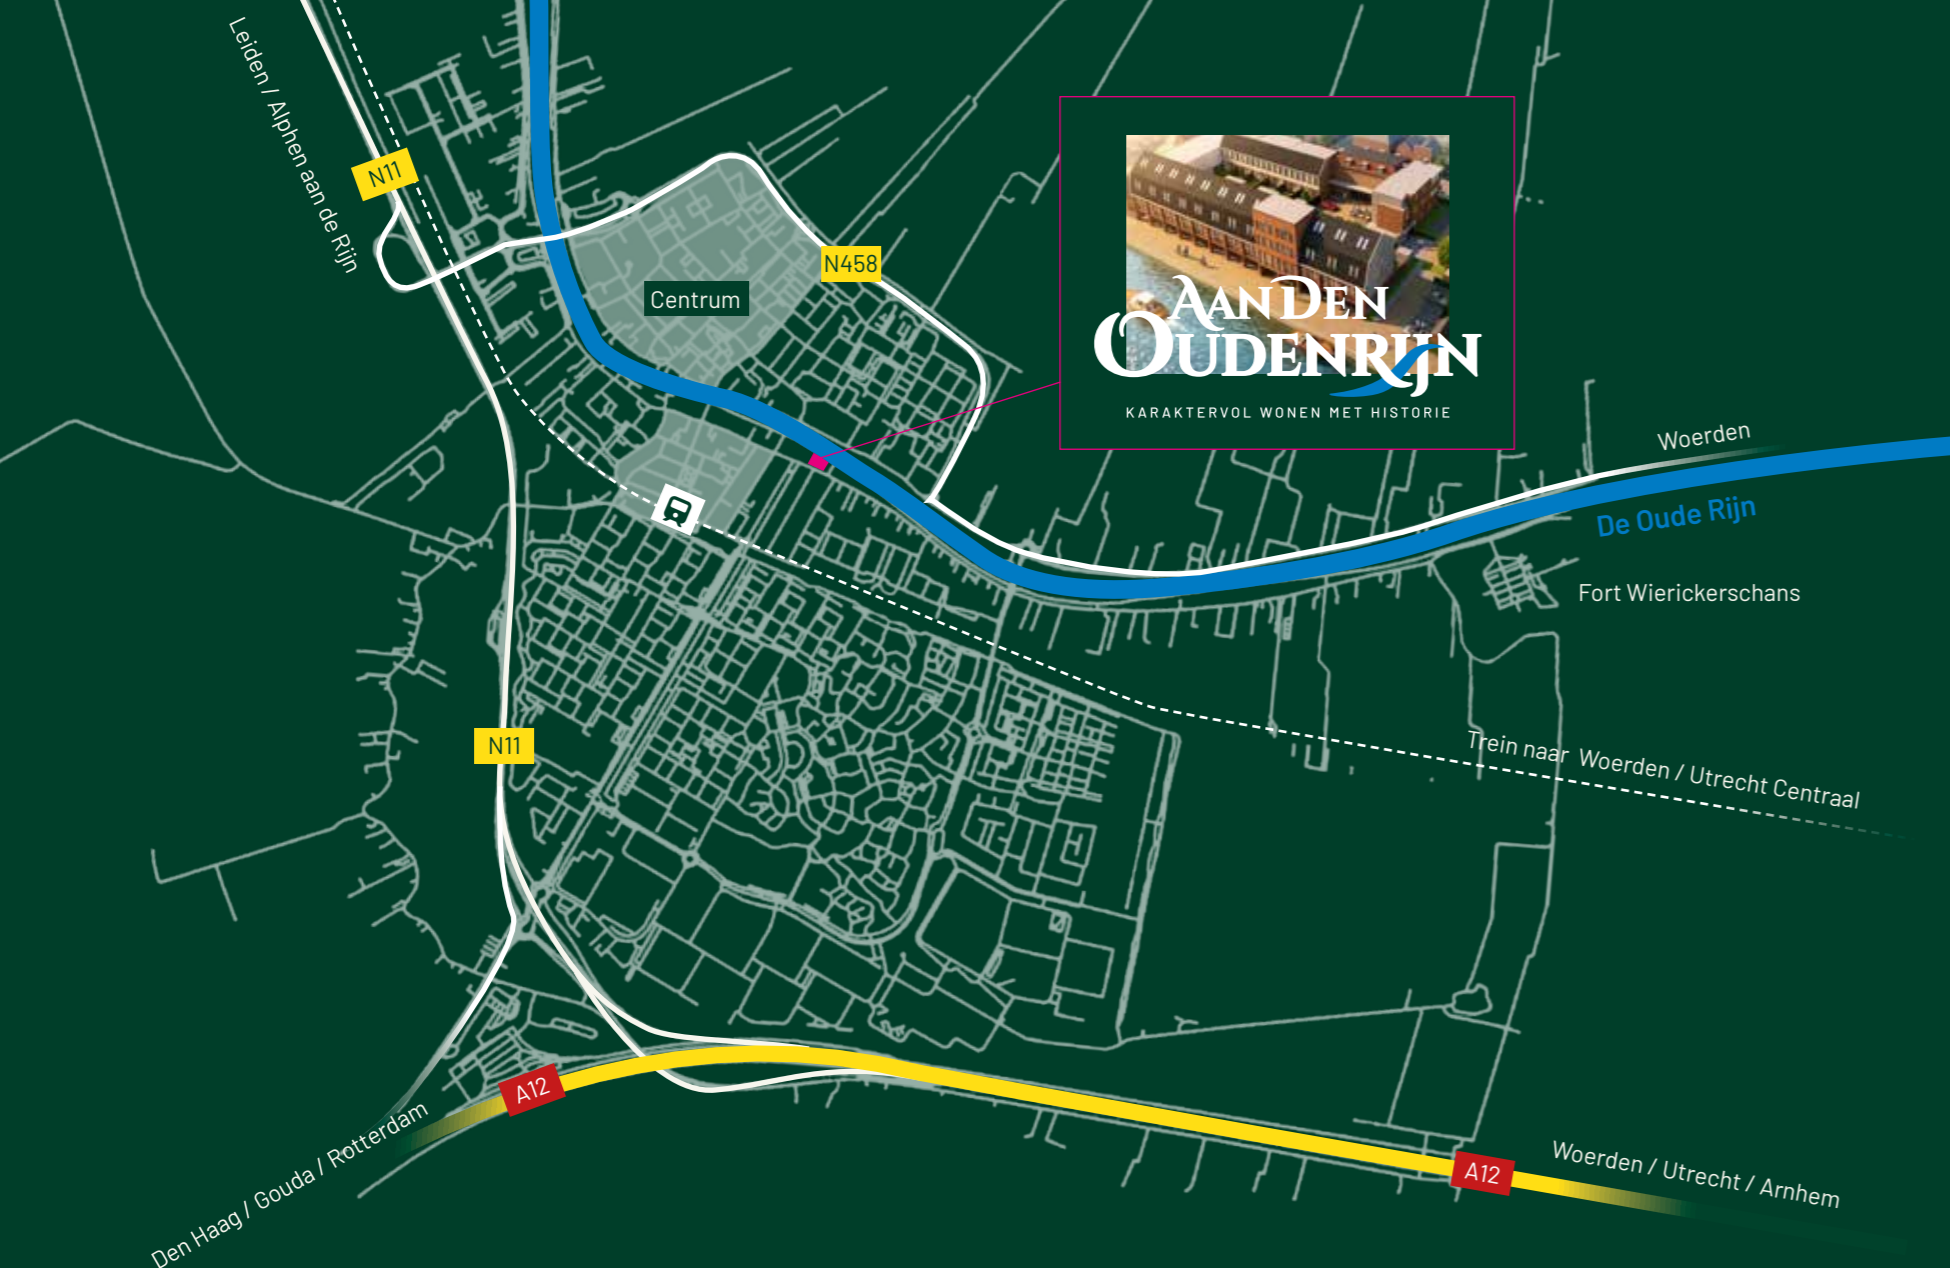 Leiden / Alphen aan de Rijn
N11
N458
Centrum
AAN DEN
OUDENRIJN
KARAKTERVOL WONEN MET HISTORIE
Woerden
De Oude Rijn
Fort Wierickerschans
N11
Trein naar Woerden / Utrecht Centraal
A12
Den Haag / Gouda / Rotterdam
A12
Woerden / Utrecht / Arnhem